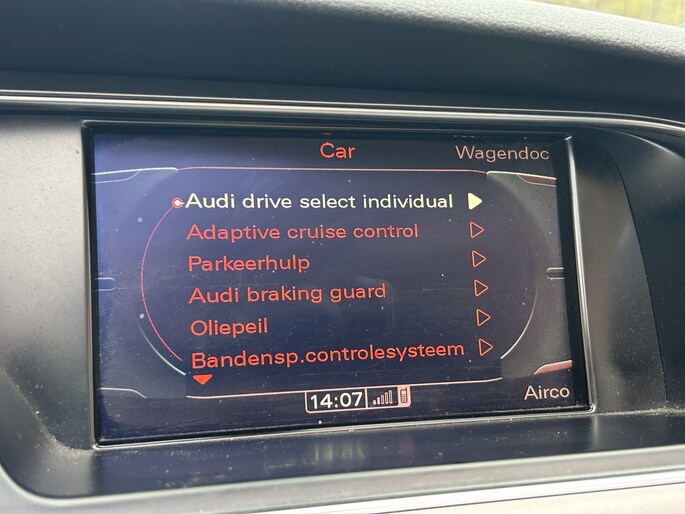 Car
Wagendoc
Audi drive select individual
Adaptive cruise control
Parkeerhulp
Audi braking guard
Oliepeil
Bandensp.controlesysteem
14:07
Airco